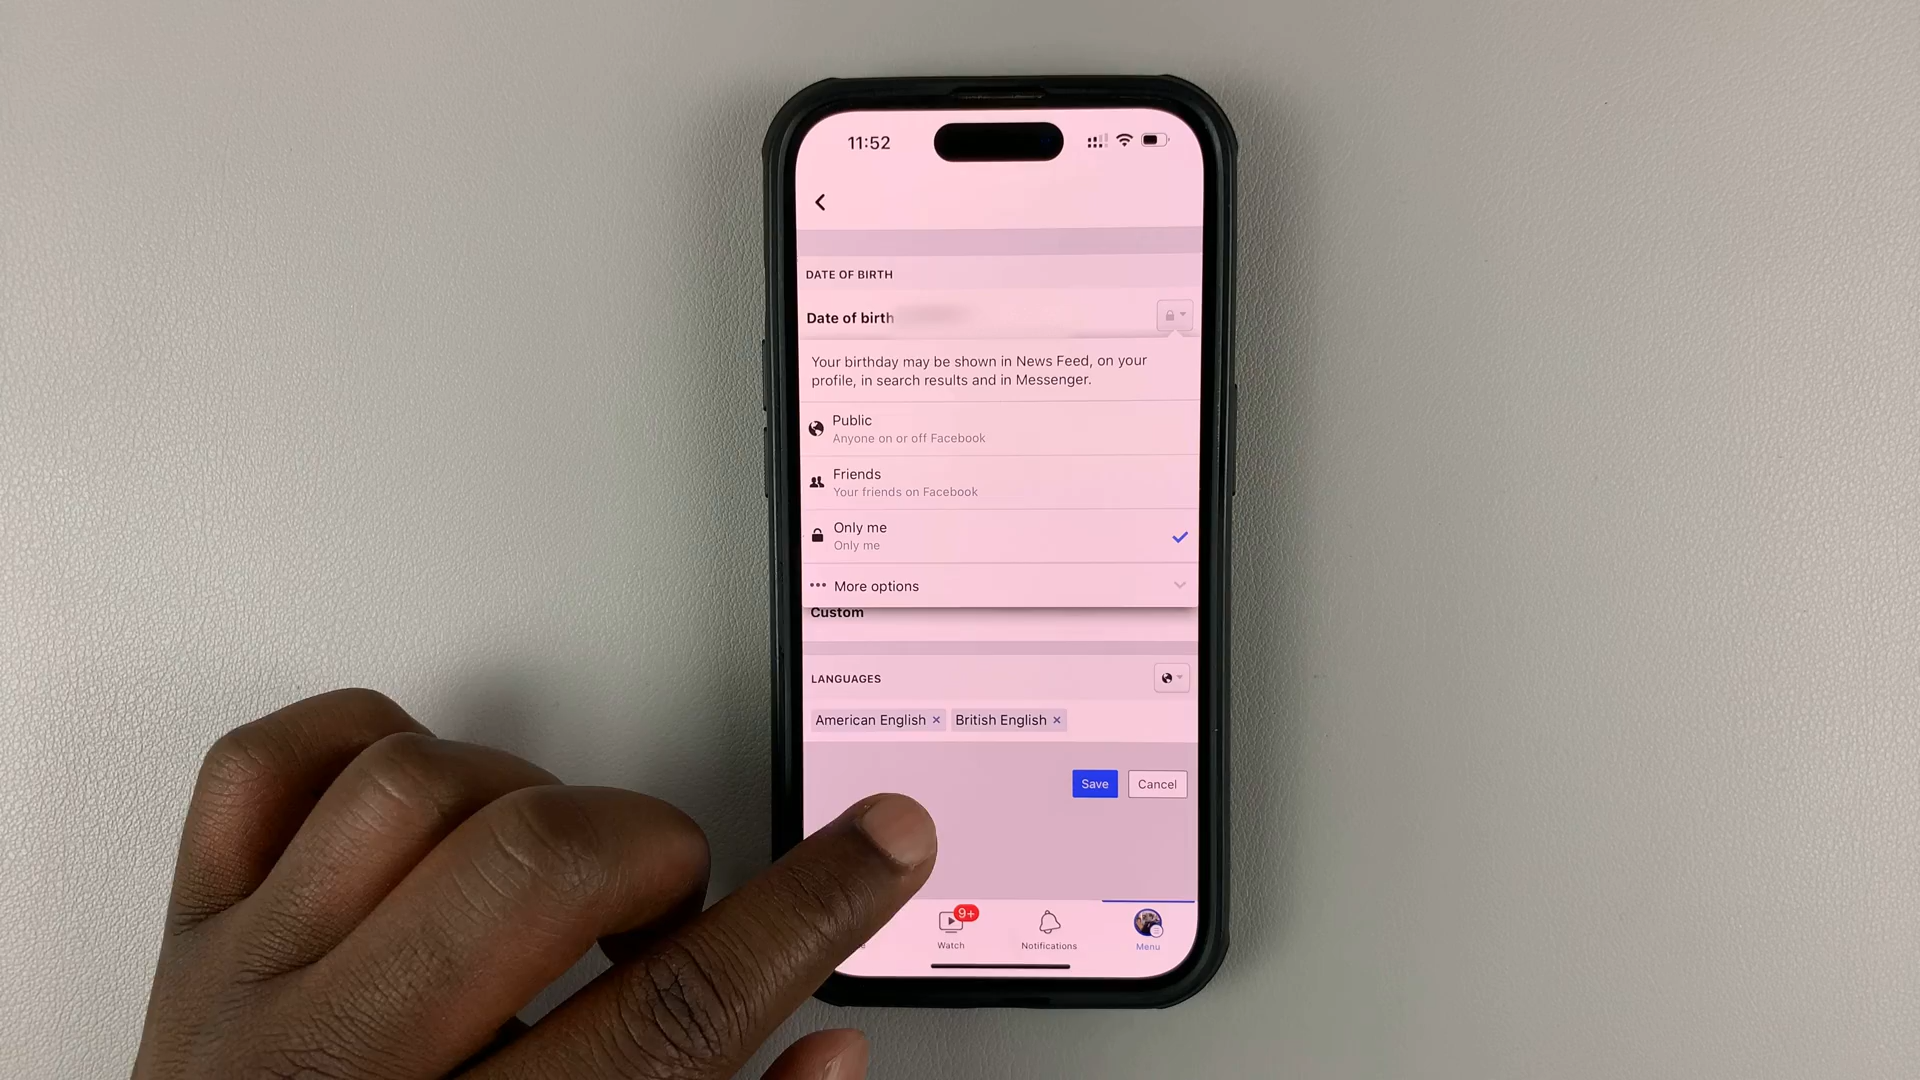 11:52
DATE OF BIRTH
Date of birth
Your birthday may be shown in News Feed, on your
profile, in search results and in Messenger.
Public
Anyone on or off Facebook
Friends
Your friends on Facebook
Only me
Only me
More options
Custom
LANGUAGES
American English ×
British English ×
Save
Cancel
9+
Watch
Notifications
Menu